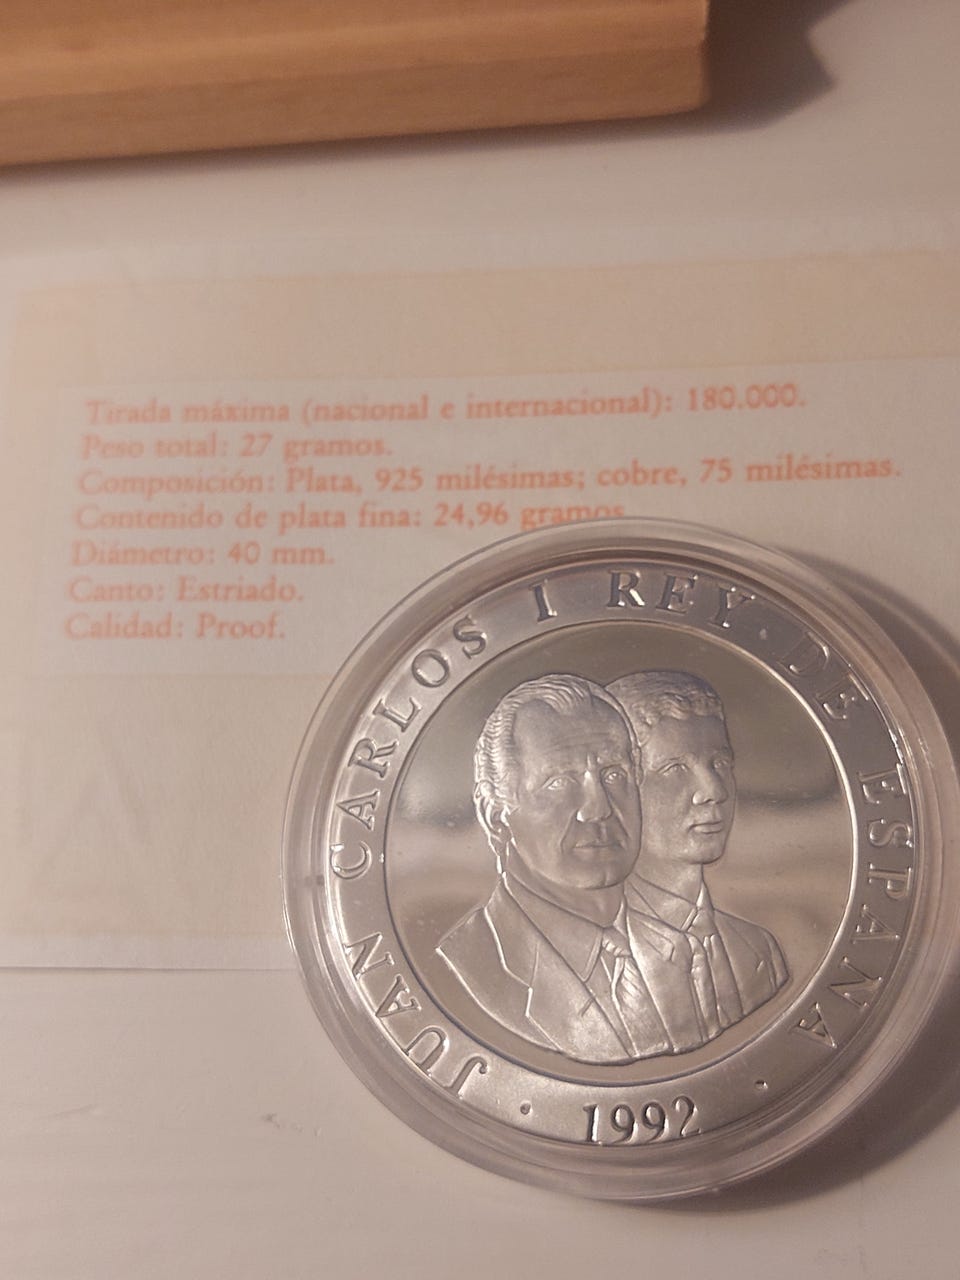 Tirada máxima (nacional e internacional): 180.000.
Peso total: 27 gramos.
Composición: Plata, 925 milésimas; cobre, 75 milésimas.
Contenido de plata fina: 24,96 gramos
Diámetro: 40 mm.
Canto: Estriado.
Calidad: Proof.
JUAN CARLOS I REY DE ESPAÑA
· 1992 ·